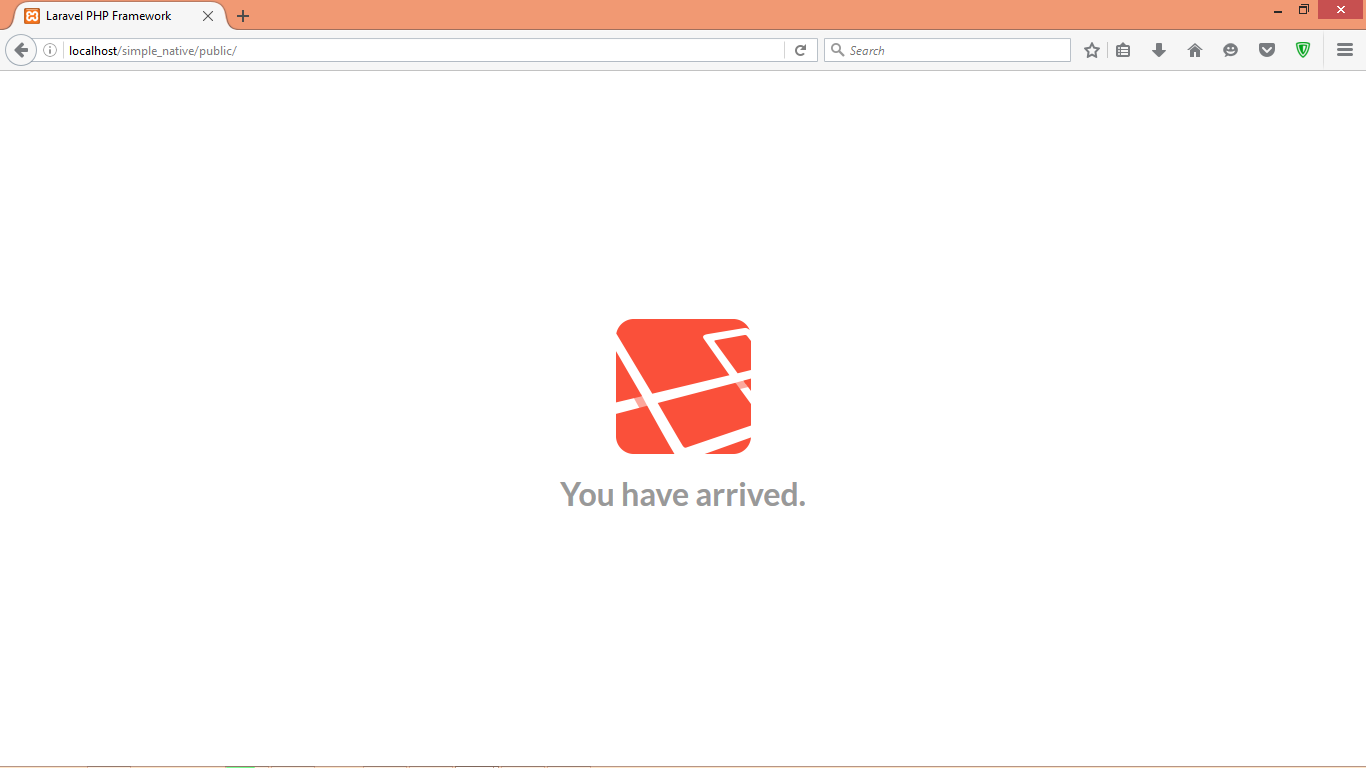 Laravel PHP Framework
localhost/simple_native/public/
Search
You have arrived.